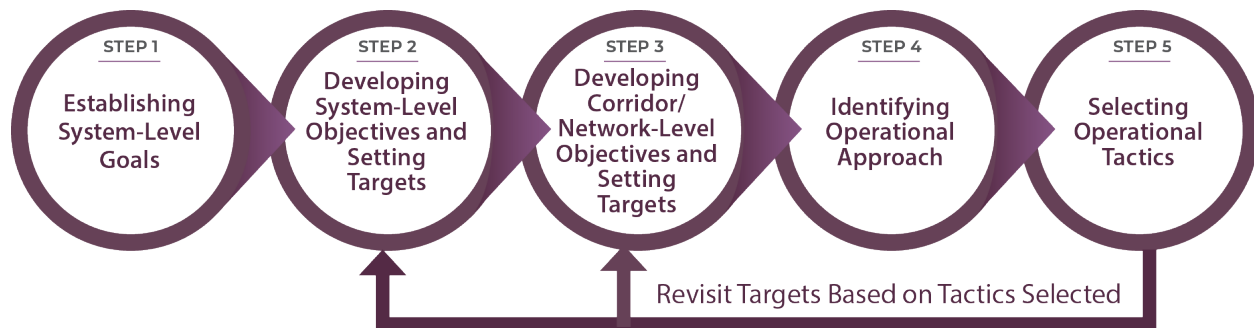 STEP 1
Establishing
System-Level
Goals
STEP 2
Developing
System-Level
Objectives and
Setting
Targets
STEP 3
Developing
Corridor/
Network-Level
Objectives and
Setting
Targets
STEP 4
Identifying
Operational
Approach
STEP 5
Selecting
Operational
Tactics
Revisit Targets Based on Tactics Selected